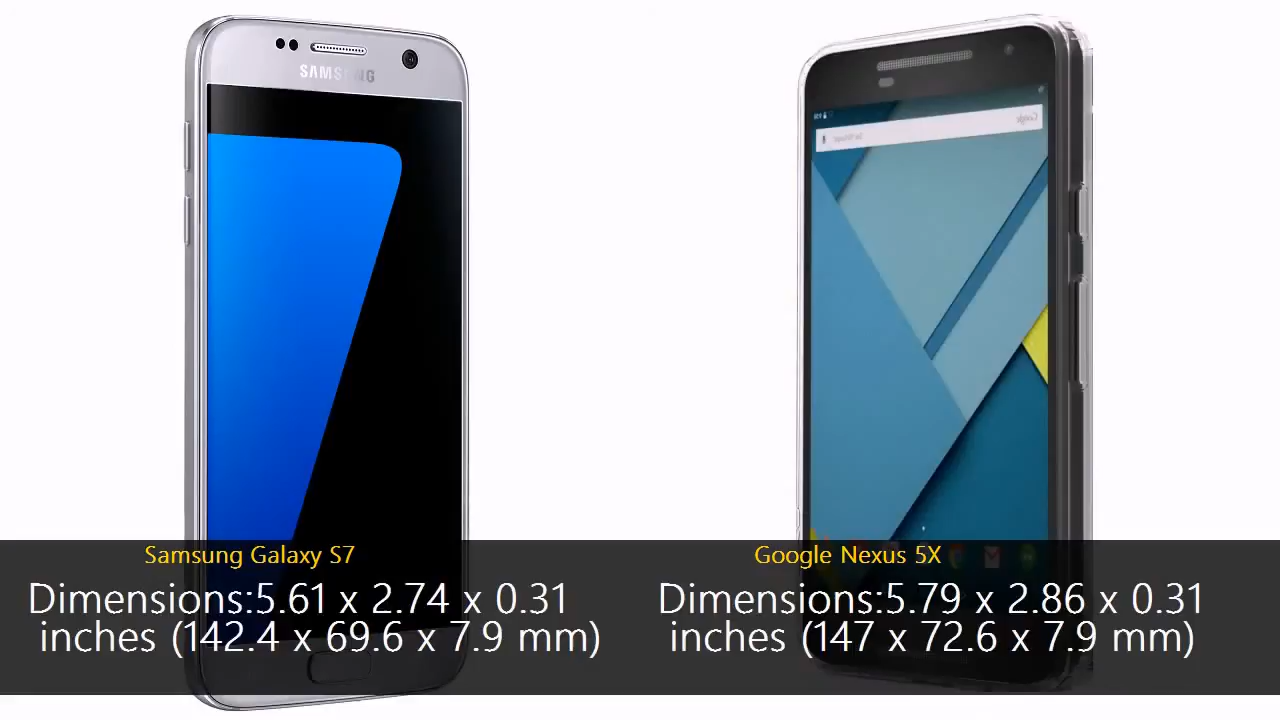 SAMSUNG
Google
Samsung Galaxy S7
Dimensions:5.61 x 2.74 x 0.31
inches (142.4 x 69.6 x 7.9 mm)
Google Nexus 5X
Dimensions:5.79 x 2.86 x 0.31
inches (147 x 72.6 x 7.9 mm)